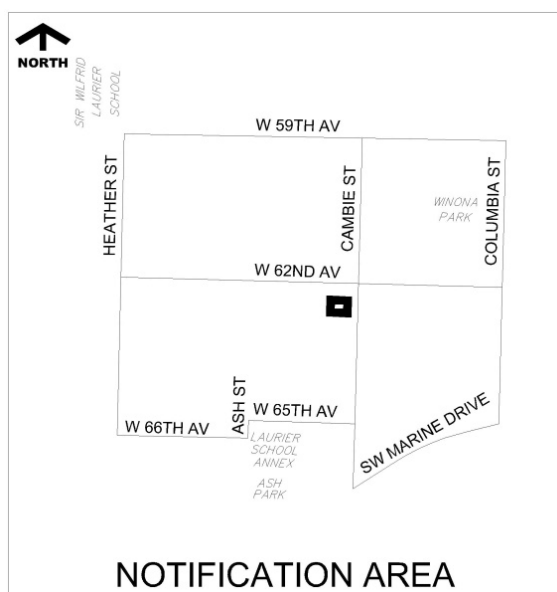 NORTH
SIR WILFRID
LAURIER
SCHOOL
W 59TH AV
HEATHER ST
CAMBIE ST
COLUMBIA ST
WINONA
PARK
W 62ND AV
ASH ST
W 65TH AV
W 66TH AV
SW MARINE DRIVE
LAURIER
SCHOOL
ANNEX
ASH
PARK
NOTIFICATION AREA